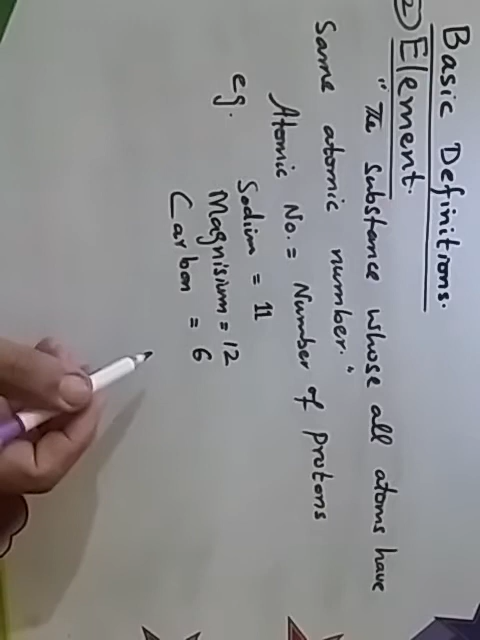 Basic Definitions.
2) Element.
"The substance whose all atoms have
same atomic number."
Atomic No. = Number of protons
eg. Sodium = 11
Magnisium = 12
Carbon = 6